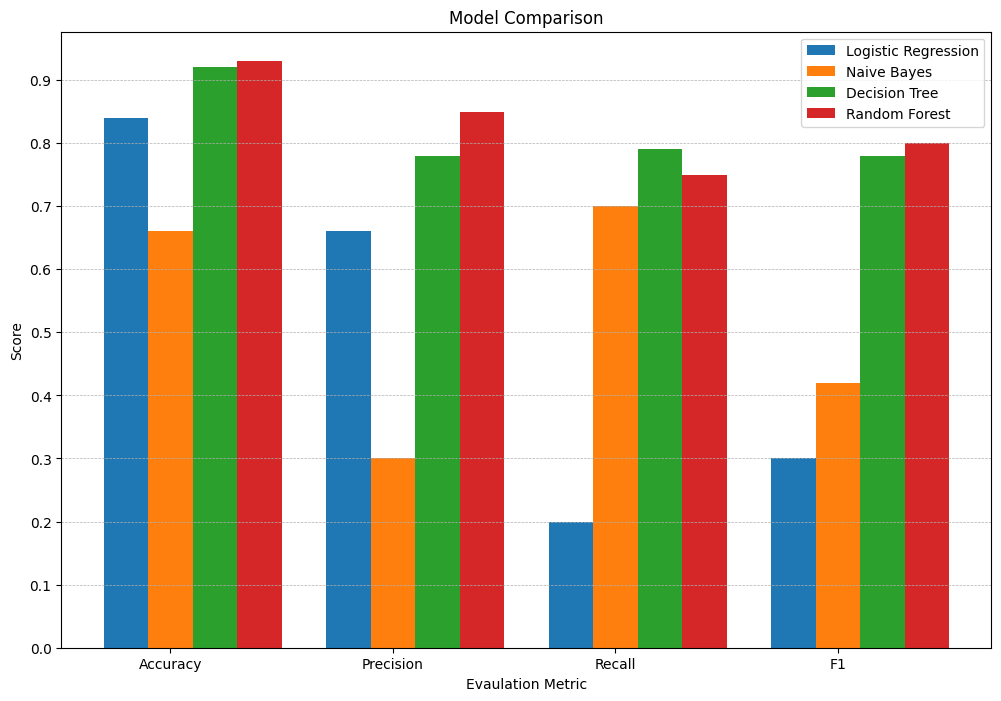 Model Comparison
Logistic Regression
Naive Bayes
Decision Tree
Random Forest
0.9
0.8
0.7
0.6
0.5
0.4
0.3
0.2
0.1
0.0
Score
Accuracy
Precision
Recall
F1
Evaulation Metric